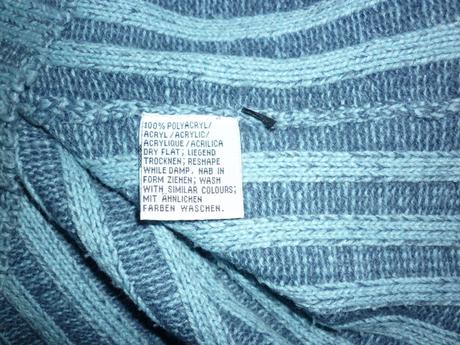 100% POLYACRYL/
ACRYL/ACRYLIC/
ACRYLIQUE/ACRILICA
DRY FLAT; LIEGEND
TROCKNEN; RESHAPE
WHILE DAMP, NAB IN
FORM ZIEHEN; WASH
WITH SIMILAR COLOURS;
MIT ÄHNLICHEN
FARBEN WASCHEN.